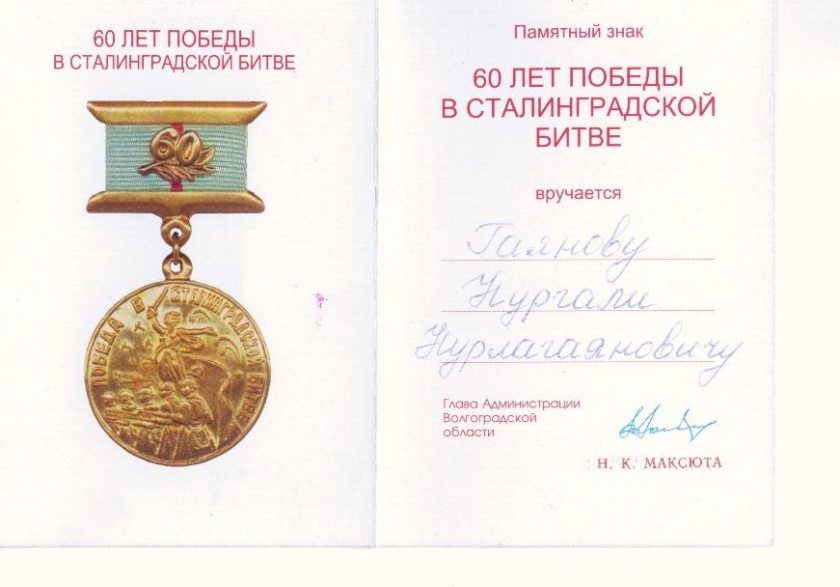 60 ЛЕТ ПОБЕДЫ
В СТАЛИНГРАДСКОЙ БИТВЕ
60
ПОБЕДА В СТАЛИНГРАДСКОЙ БИТВЕ
Памятный знак
60 ЛЕТ ПОБЕДЫ
В СТАЛИНГРАДСКОЙ
БИТВЕ
вручается
Гаянову
Нургали
Нурлагаяновичу
Глава Администрации
Волгоградской
области
Н. К. МАКСЮТА